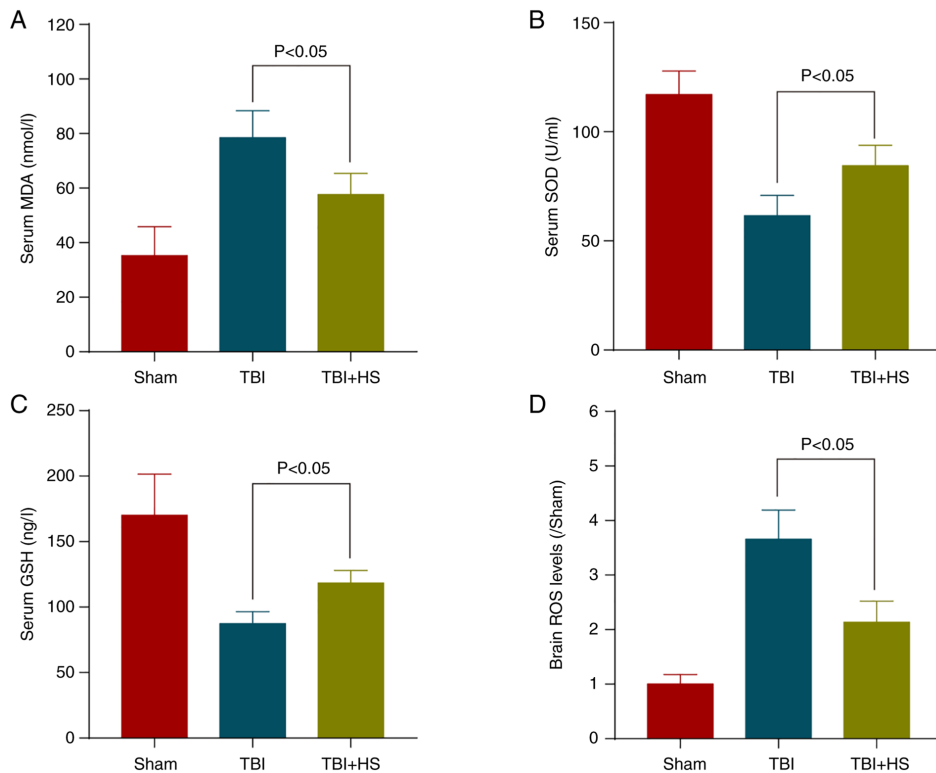 A
Serum MDA (nmol/l)
120
100
80
60
40
20
0
P<0.05
Sham TBI TBI+HS
B
Serum SOD (U/ml)
150
100
50
0
P<0.05
Sham TBI TBI+HS
C
Serum GSH (ng/l)
250
200
150
100
50
0
P<0.05
Sham TBI TBI+HS
D
Brain ROS levels (/Sham)
6
5
4
3
2
1
0
P<0.05
Sham TBI TBI+HS